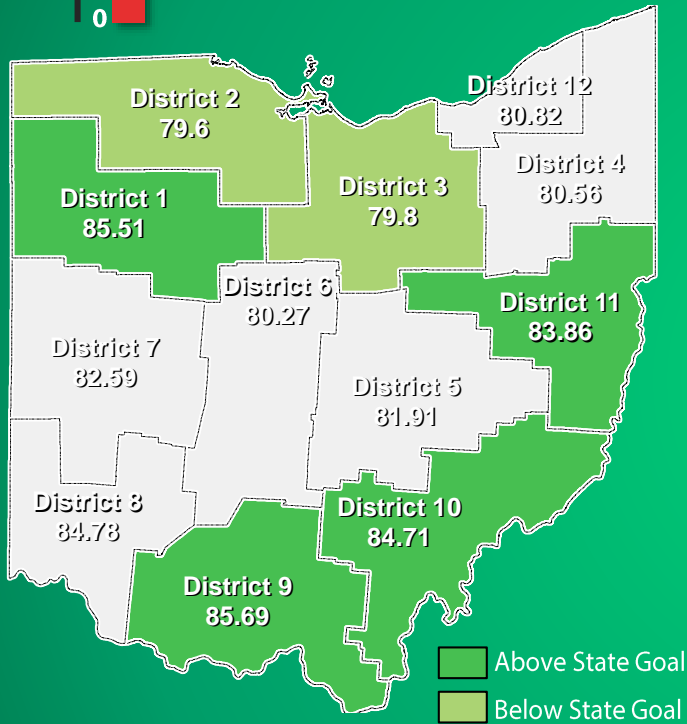 0
District 12
80.82
District 2
79.6
District 4
80.56
District 3
79.8
District 1
85.51
District 6
80.27
District 11
83.86
District 7
82.59
District 5
81.91
District 8
84.78
District 10
84.71
District 9
85.69
Above State Goal
Below State Goal